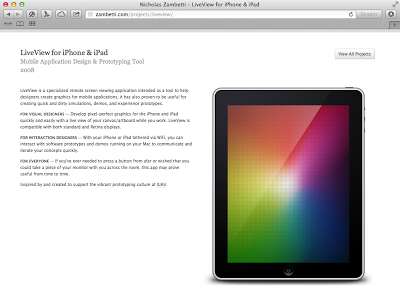 Nicholas Zambetti – LiveView for iPhone & iPad
zambetti.com/projects/liveview/
Reader
LiveView for iPhone & iPad
View All Projects
Mobile Application Design & Prototyping Tool
2008
LiveView is a specialized remote screen viewing application intended as a tool to help
designers create graphics for mobile applications, it has also proven to be useful for
creating quick and dirty simulations, demos, and experience prototypes.
FOR VISUAL DESIGNERS — Develop pixel-perfect graphics for the iPhone and iPad
quickly and easily with a live view of your canvas/artwork while you work. LiveView is
compatible with both standard and Retina displays.
FOR INTERACTION DESIGNERS — With your iPhone or iPad tethered via WiFi, you can
interact with software prototypes and demos running on your Mac to communicate and
iterate your concepts quickly.
FOR EVERYONE — If you've ever needed to press a button from afar or wished that you
could take a piece of your monitor with you across the room, this app may prove
useful from time to time.
Inspired by and created to support the vibrant prototyping culture at IDEO.